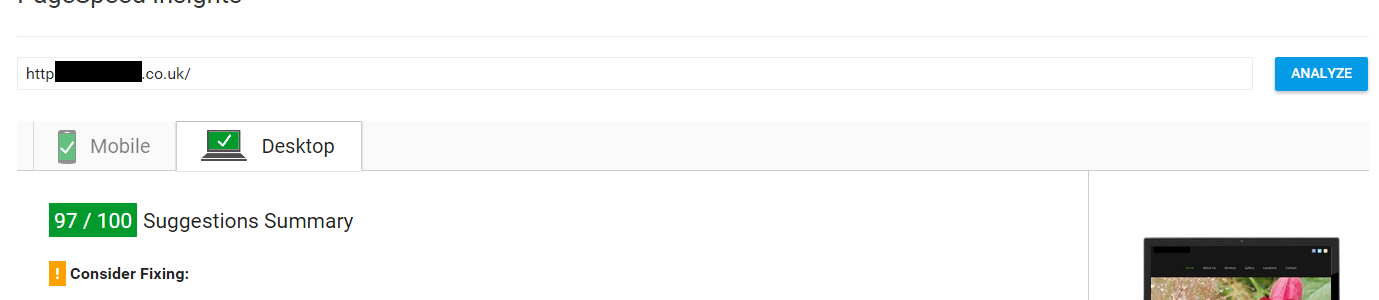 PageSpeed Insights
http
.co.uk/
ANALYZE
Mobile
Desktop
97 / 100 Suggestions Summary
! Consider Fixing:
Home About Us Services Gallery Locations Contact